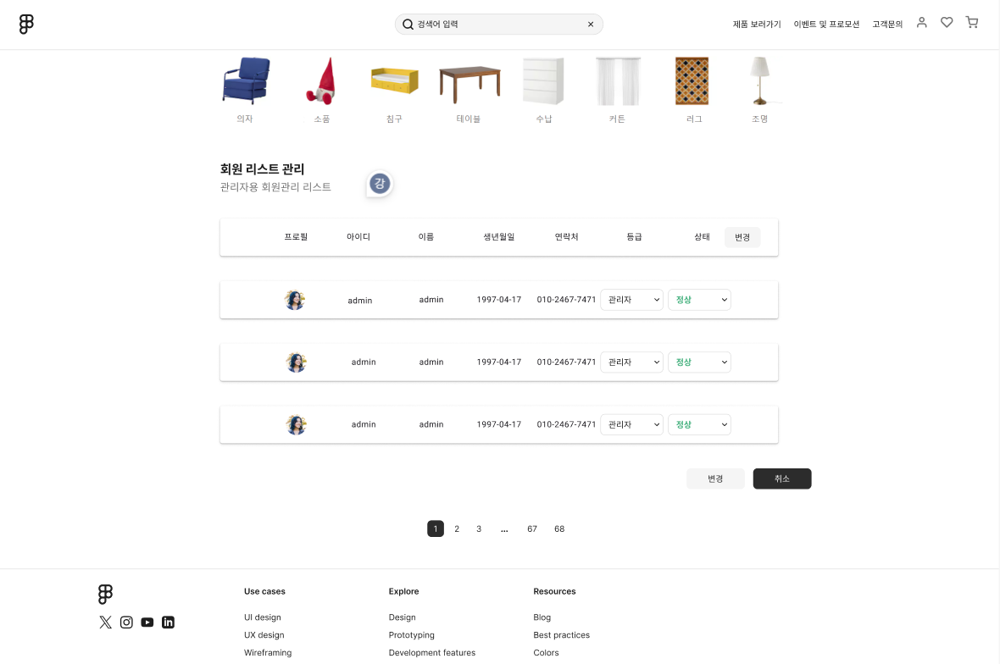 검색어 입력
제품 보러가기 이벤트 및 프로모션 고객문의
의자 소품 침구 테이블 수납 커튼 러그 조명
회원 리스트 관리
관리자용 회원관리 리스트
강
프로필 아이디 이름 생년월일 연락처 등급 상태 변경
admin admin 1997-04-17 010-2467-7471 관리자 정상
admin admin 1997-04-17 010-2467-7471 관리자 정상
admin admin 1997-04-17 010-2467-7471 관리자 정상
변경 취소
1 2 3 ... 67 68
Use cases Explore Resources
UI design Design Blog
UX design Prototyping Best practices
Wireframing Development features Colors